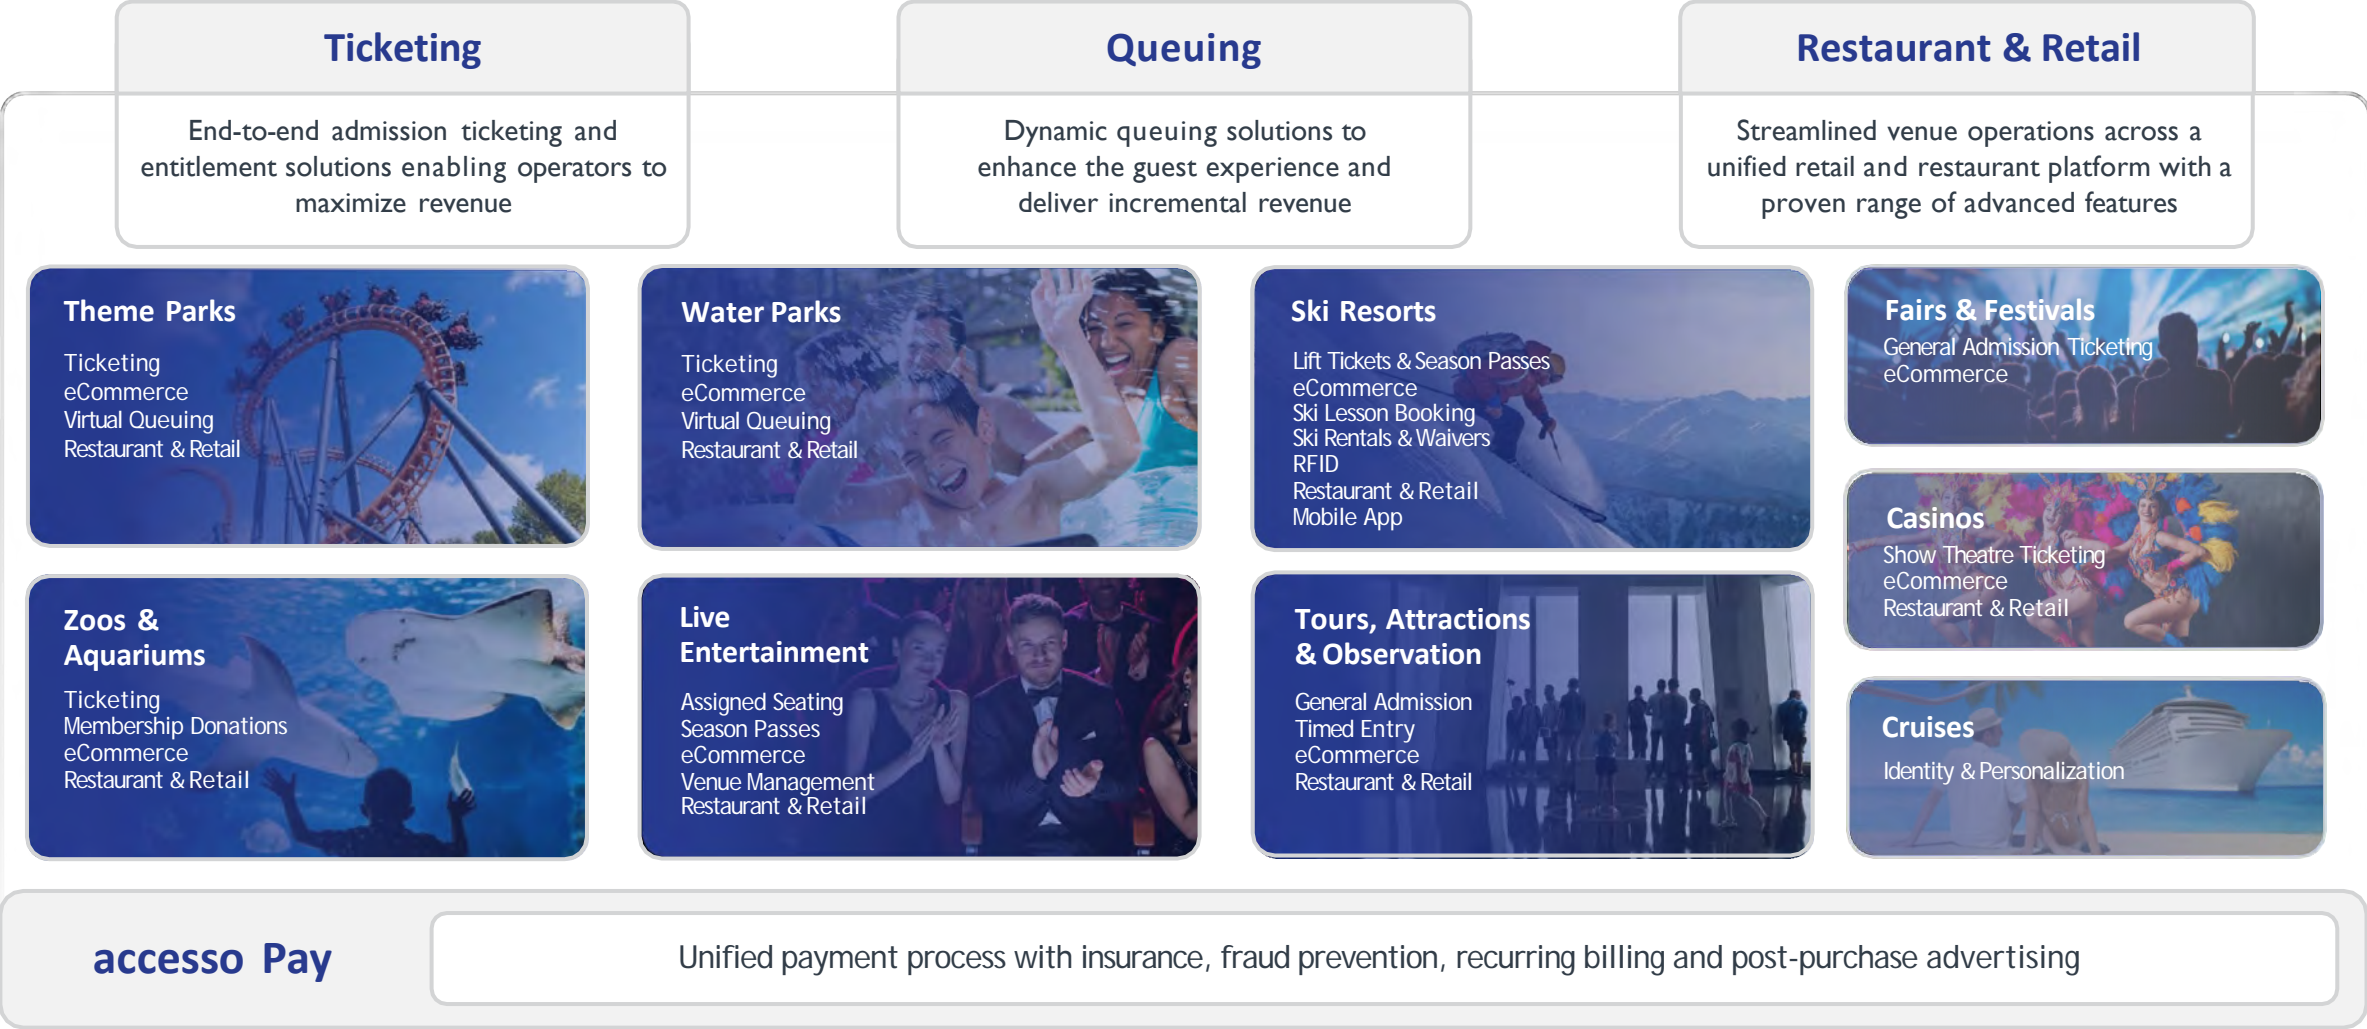 Ticketing
End-to-end admission ticketing and
entitlement solutions enabling operators to
maximize revenue
Queuing
Dynamic queuing solutions to
enhance the guest experience and
deliver incremental revenue
Restaurant & Retail
Streamlined venue operations across a
unified retail and restaurant platform with a
proven range of advanced features
Theme Parks
Ticketing
eCommerce
Virtual Queuing
Restaurant & Retail
Water Parks
Ticketing
eCommerce
Virtual Queuing
Restaurant & Retail
Ski Resorts
Lift Tickets & Season Passes
eCommerce
Ski Lesson Booking
Ski Rentals & Waivers
RFID
Restaurant & Retail
Mobile App
Fairs & Festivals
General Admission Ticketing
eCommerce
Casinos
Show Theatre Ticketing
eCommerce
Restaurant & Retail
Zoos &
Aquariums
Ticketing
Membership Donations
eCommerce
Restaurant & Retail
Live
Entertainment
Assigned Seating
Season Passes
eCommerce
Venue Management
Restaurant & Retail
Tours, Attractions
& Observation
General Admission
Timed Entry
eCommerce
Restaurant & Retail
Cruises
Identity & Personalization
accesso Pay
Unified payment process with insurance, fraud prevention, recurring billing and post-purchase advertising